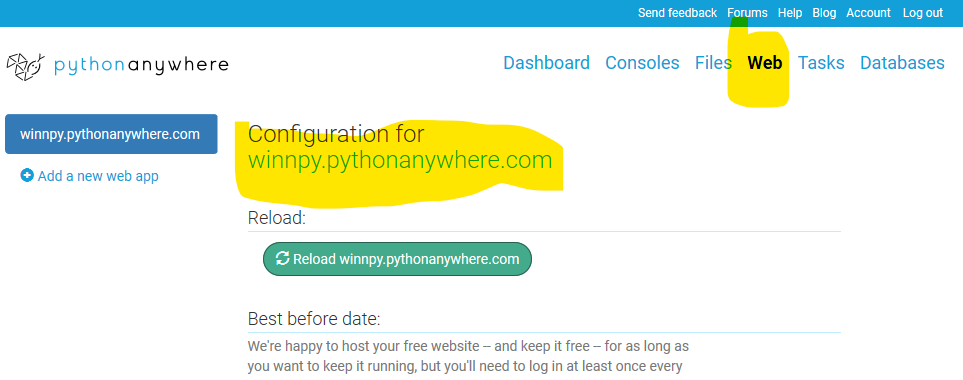 Send feedback Forums Help Blog Account Log out
pythonanywhere
Dashboard Consoles Files Web Tasks Databases
winnpy.pythonanywhere.com
Add a new web app
Configuration for
winnpy.pythonanywhere.com
Reload:
Reload winnpy.pythonanywhere.com
Best before date:
We're happy to host your free website -- and keep it free -- for as long as
you want to keep it running, but you'll need to log in at least once every